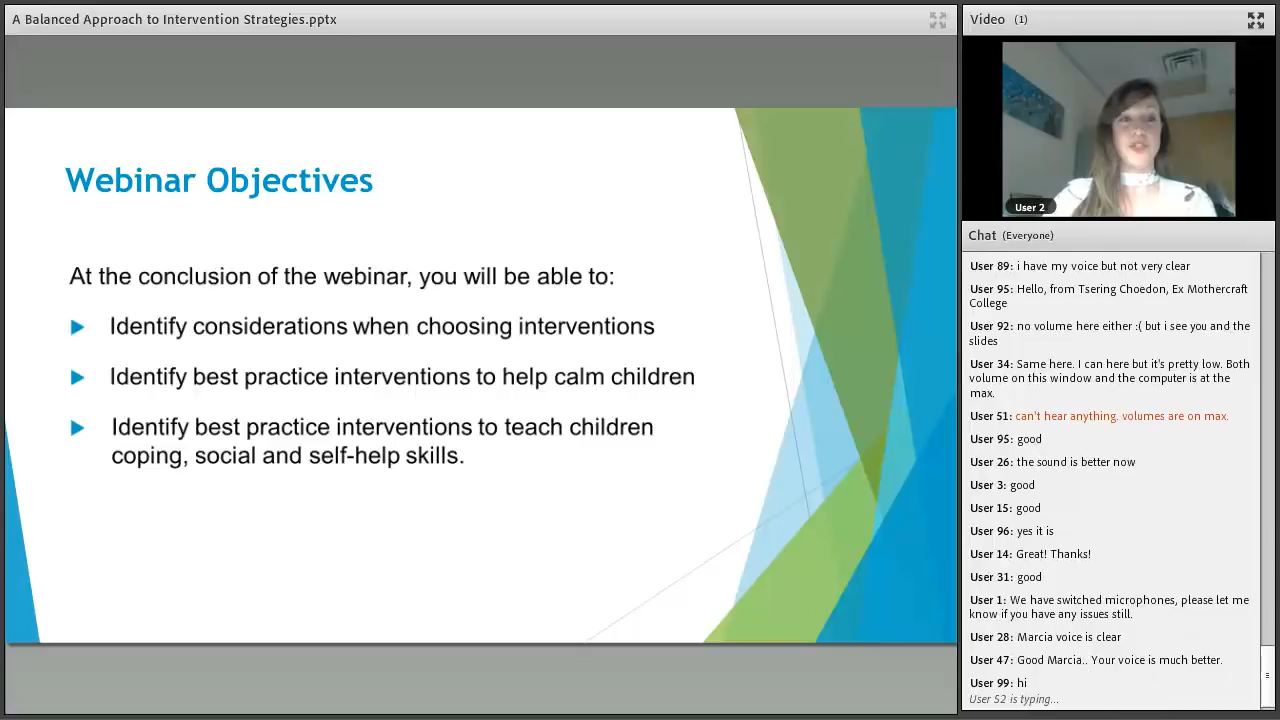 A Balanced Approach to Intervention Strategies.pptx
Webinar Objectives
At the conclusion of the webinar, you will be able to:
Identify considerations when choosing interventions
Identify best practice interventions to help calm children
Identify best practice interventions to teach children
coping, social and self-help skills.
Video (1)
User 2
Chat (Everyone)
User 89: i have my voice but not very clear
User 95: Hello, from Tsering Choedon, Ex Mothercraft
College
User 92: no volume here either :( but i see you and the
slides
User 34: Same here. I can here but it's pretty low. Both
volume on this window and the computer is at the
max.
User 51: can't hear anything. volumes are on max.
User 95: good
User 26: the sound is better now
User 3: good
User 15: good
User 96: yes it is
User 14: Great! Thanks!
User 31: good
User 1: We have switched microphones, please let me
know if you have any issues still.
User 28: Marcia voice is clear
User 47: Good Marcia.. Your voice is much better.
User 99: hi
User 52 is typing...